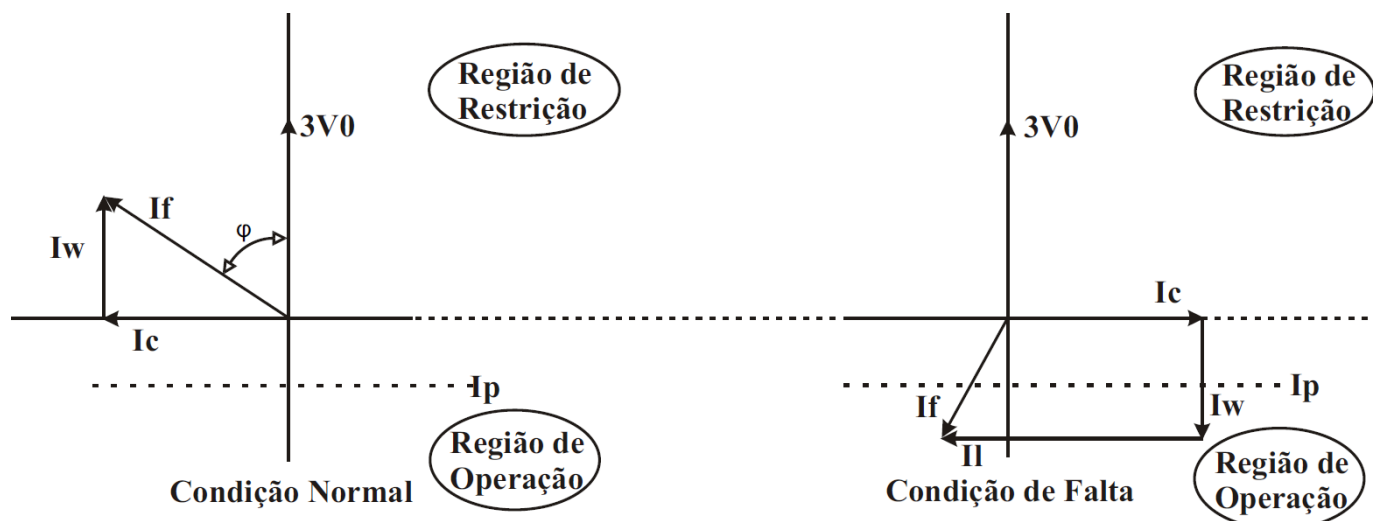 Região de
Restrição
3V0
If
φ
Iw
Ic
Ip
Região de
Operação
Condição Normal
Região de
Restrição
3V0
Ic
Ip
If
Iw
Il
Região de
Operação
Condição de Falta